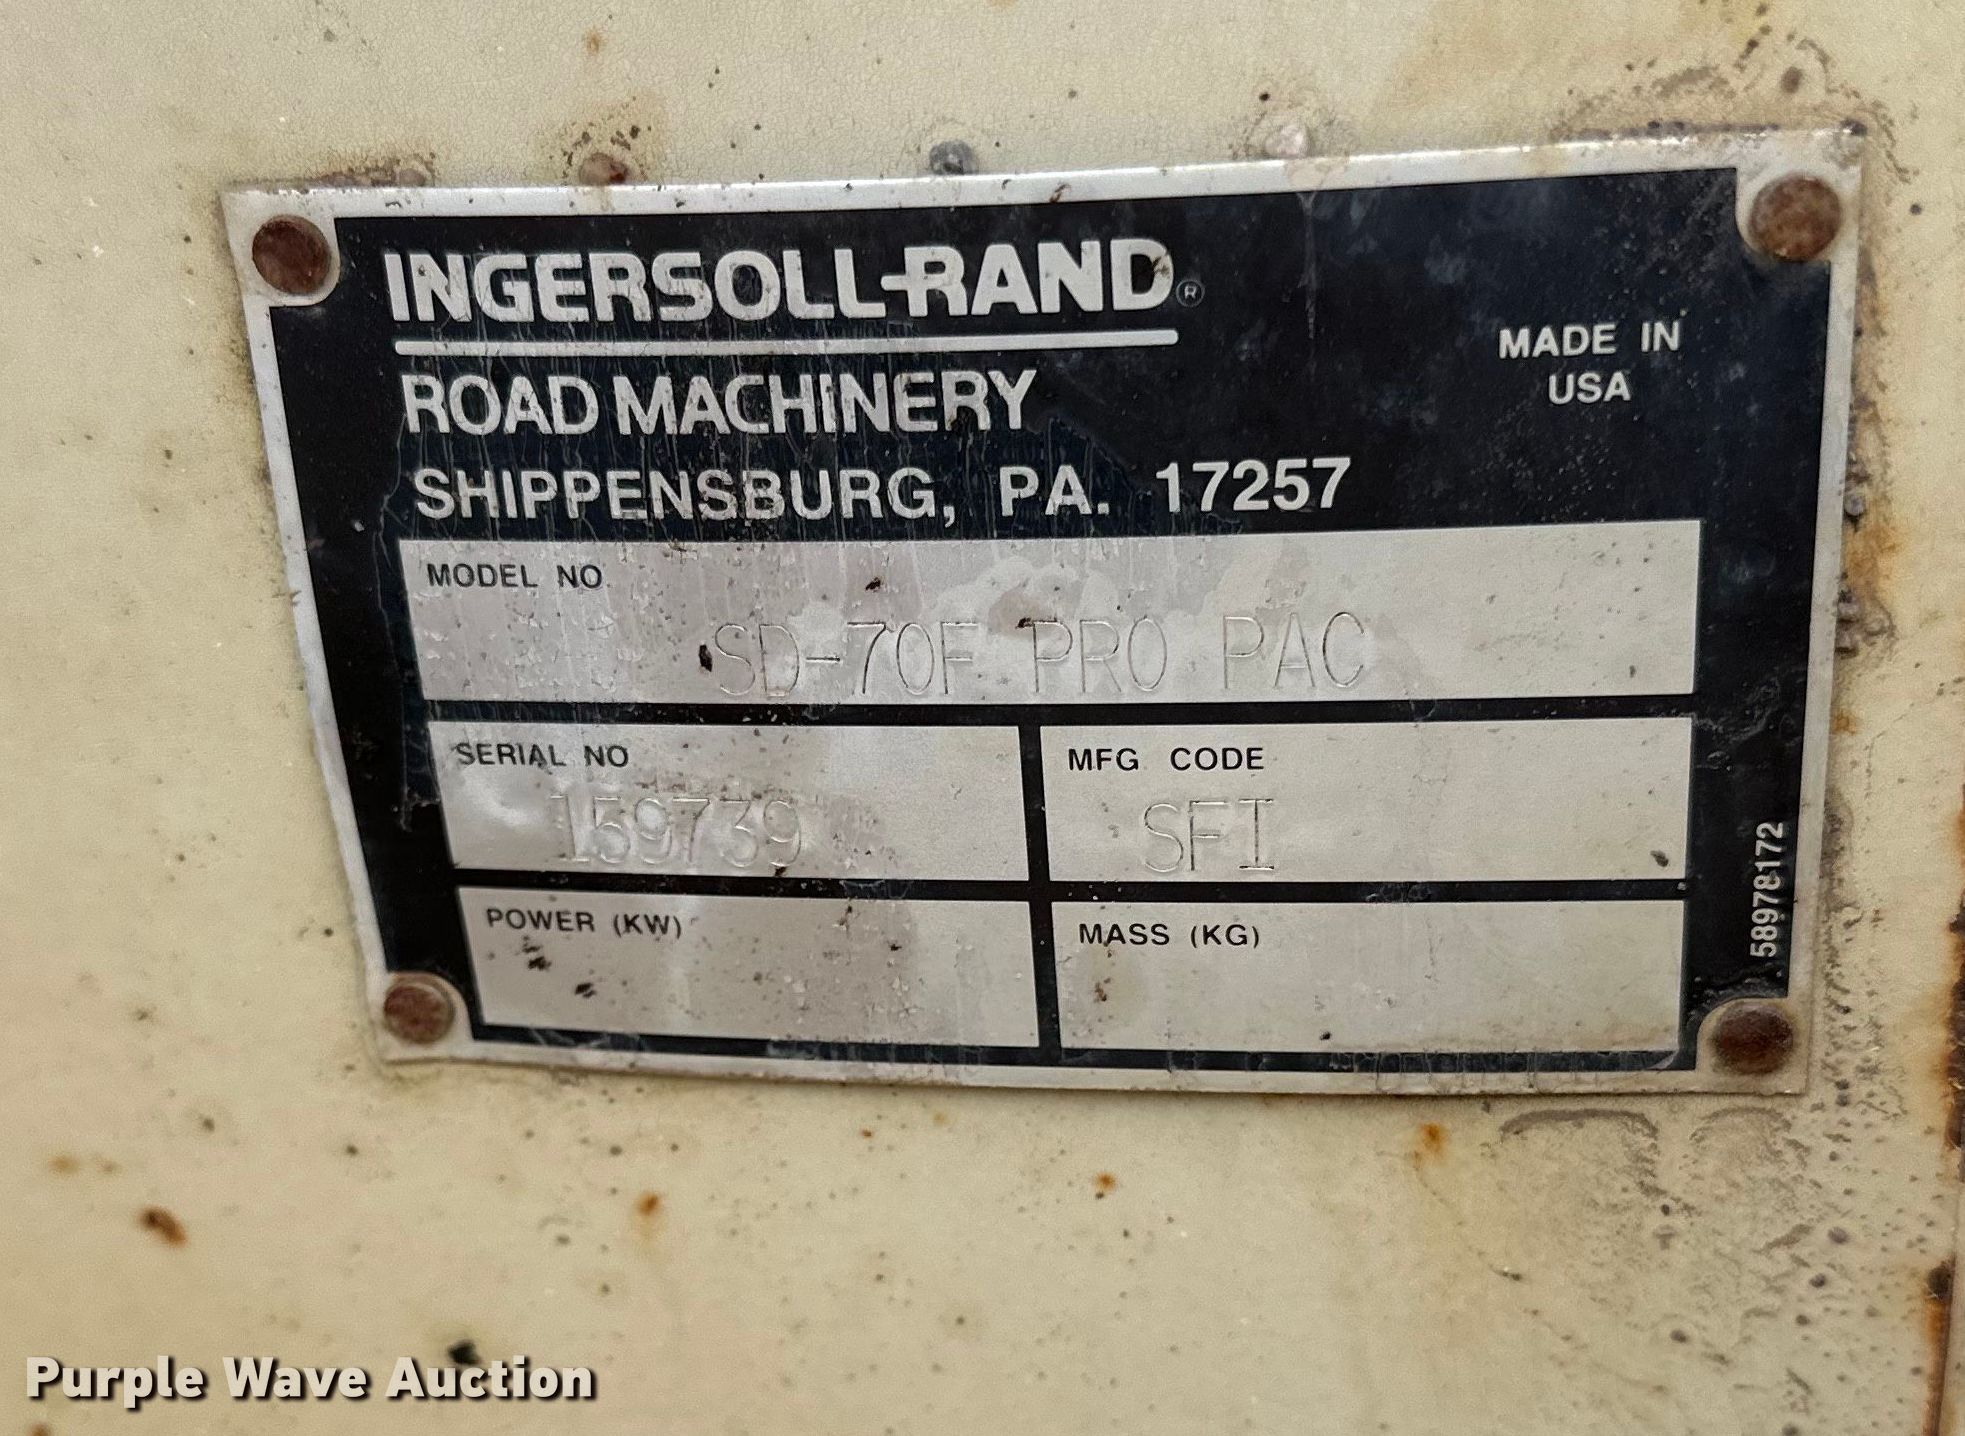 INGERSOLL-RAND®
ROAD MACHINERY
SHIPPENSBURG, PA. 17257
MADE IN
USA
MODEL NO
SD-70F PRO PAC
SERIAL NO
159739
MFG CODE
SFI
POWER (KW)
MASS (KG)
58978172
Purple Wave Auction